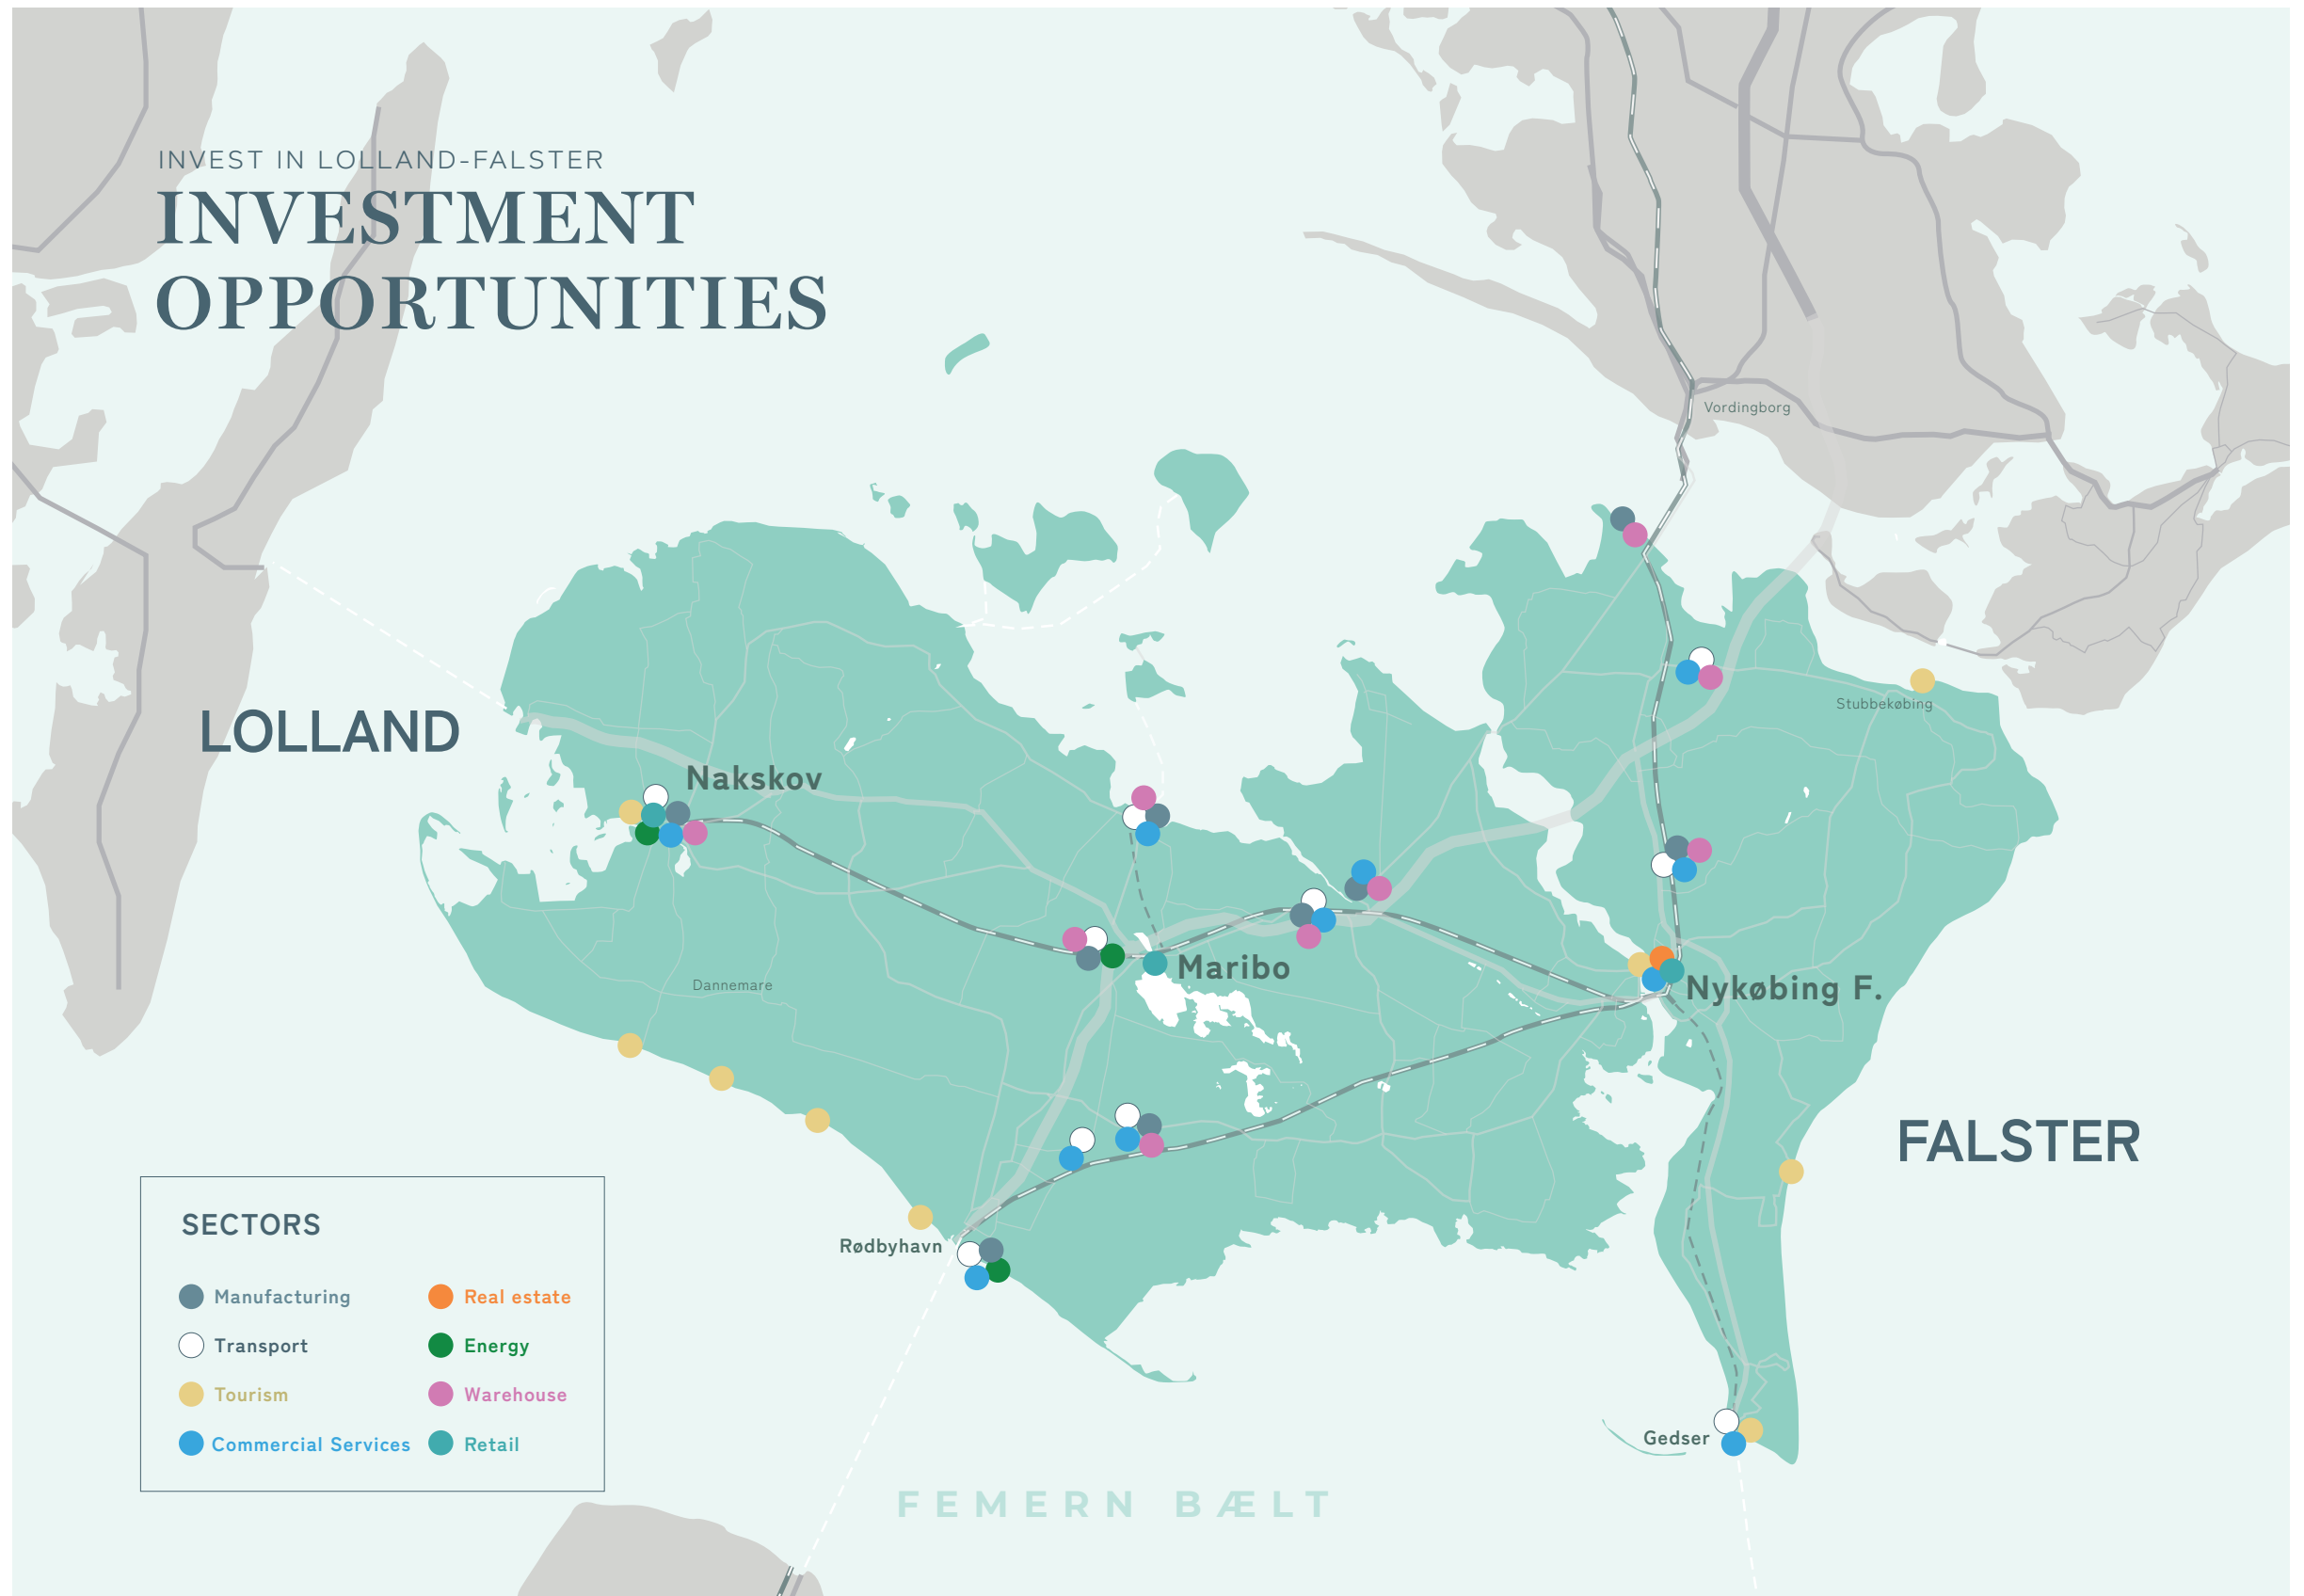 INVEST IN LOLLAND-FALSTER
INVESTMENT
OPPORTUNITIES
Vordingborg
Stubbekøbing
LOLLAND
Nakskov
Maribo
Dannemare
Nykøbing F.
FALSTER
Rødbyhavn
Gedser
FEMERN BÆLT
SECTORS
Manufacturing
Transport
Tourism
Commercial Services
Real estate
Energy
Warehouse
Retail